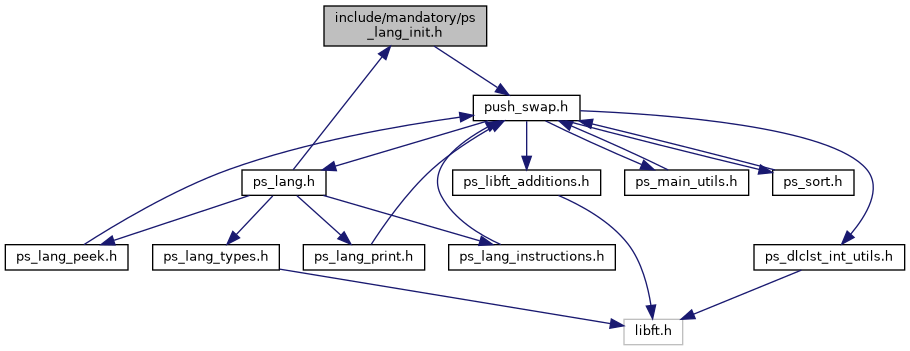 include/mandatory/ps
_lang_init.h
push_swap.h
ps_lang.h
ps_libft_additions.h
ps_main_utils.h
ps_sort.h
ps_lang_peek.h
ps_lang_types.h
ps_lang_print.h
ps_lang_instructions.h
ps_dlclst_int_utils.h
libft.h